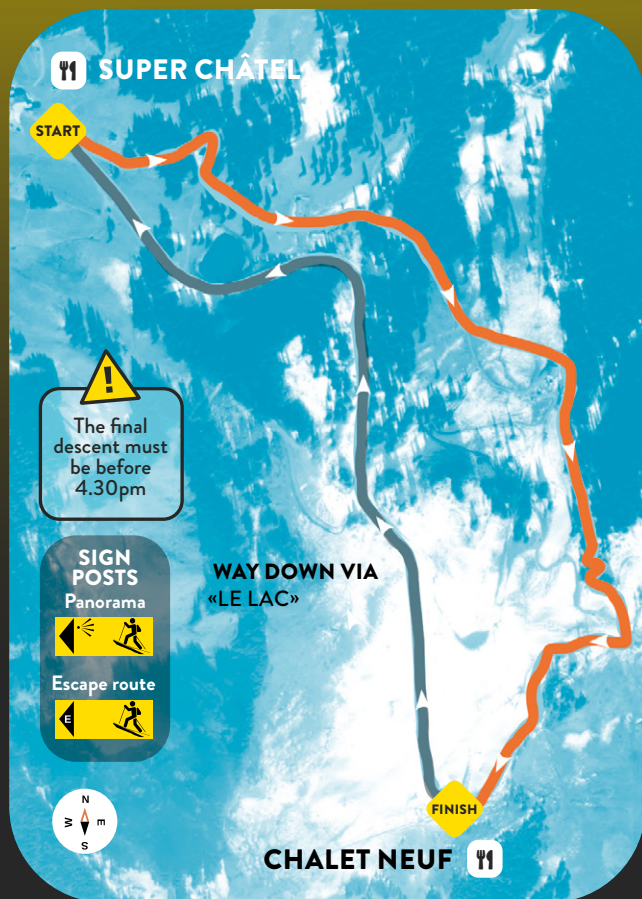 SUPER CHÂTEL
START
!
The final
descent must
be before
4.30pm
SIGN
POSTS
Panorama
Escape route
E
WAY DOWN VIA
«LE LAC»
N
W E
S
FINISH
CHALET NEUF